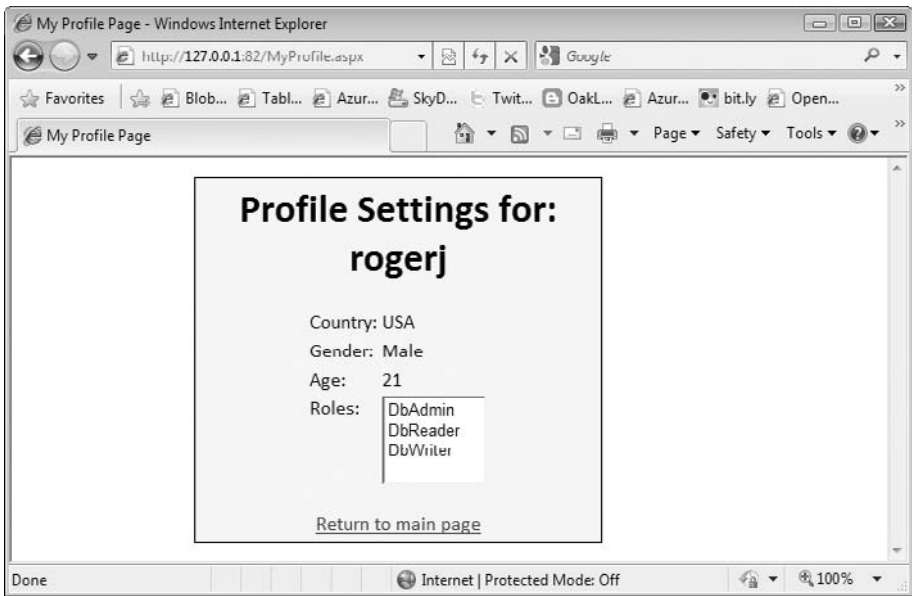 My Profile Page - Windows Internet Explorer
http://127.0.0.1:82/MyProfile.aspx
Google
Favorites Blob... Tabl... Azur... SkyD... Twit... OakL... Azur... bit.ly Open...
My Profile Page
Page Safety Tools
Profile Settings for:
rogerj
Country: USA
Gender: Male
Age: 21
Roles: DbAdmin
DbReader
DbWriter
Return to main page
Done Internet | Protected Mode: Off 100%